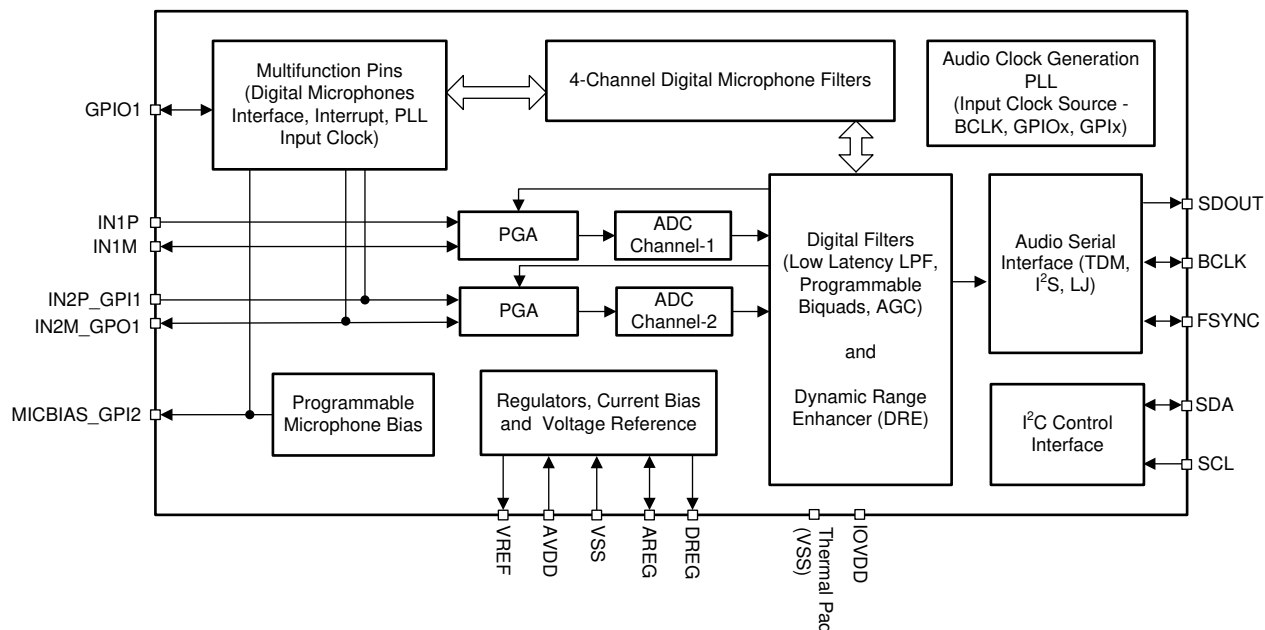 Multifunction Pins
(Digital Microphones
Interface, Interrupt, PLL
Input Clock)
4-Channel Digital Microphone Filters
Audio Clock Generation
PLL
(Input Clock Source -
BCLK, GPIOx, GPIx)
GPIO1
IN1P
IN1M
IN2P_GPI1
IN2M_GPO1
MICBIAS_GPI2
PGA
ADC
Channel-1
PGA
ADC
Channel-2
Digital Filters
(Low Latency LPF,
Programmable
Biquads, AGC)
and
Dynamic Range
Enhancer (DRE)
Audio Serial
Interface (TDM,
I²S, LJ)
SDOUT
BCLK
FSYNC
Programmable
Microphone Bias
Regulators, Current Bias
and Voltage Reference
I²C Control
Interface
SDA
SCL
VREF
AVDD
VSS
AREG
DREG
Thermal Pad
(VSS)
IOVDD